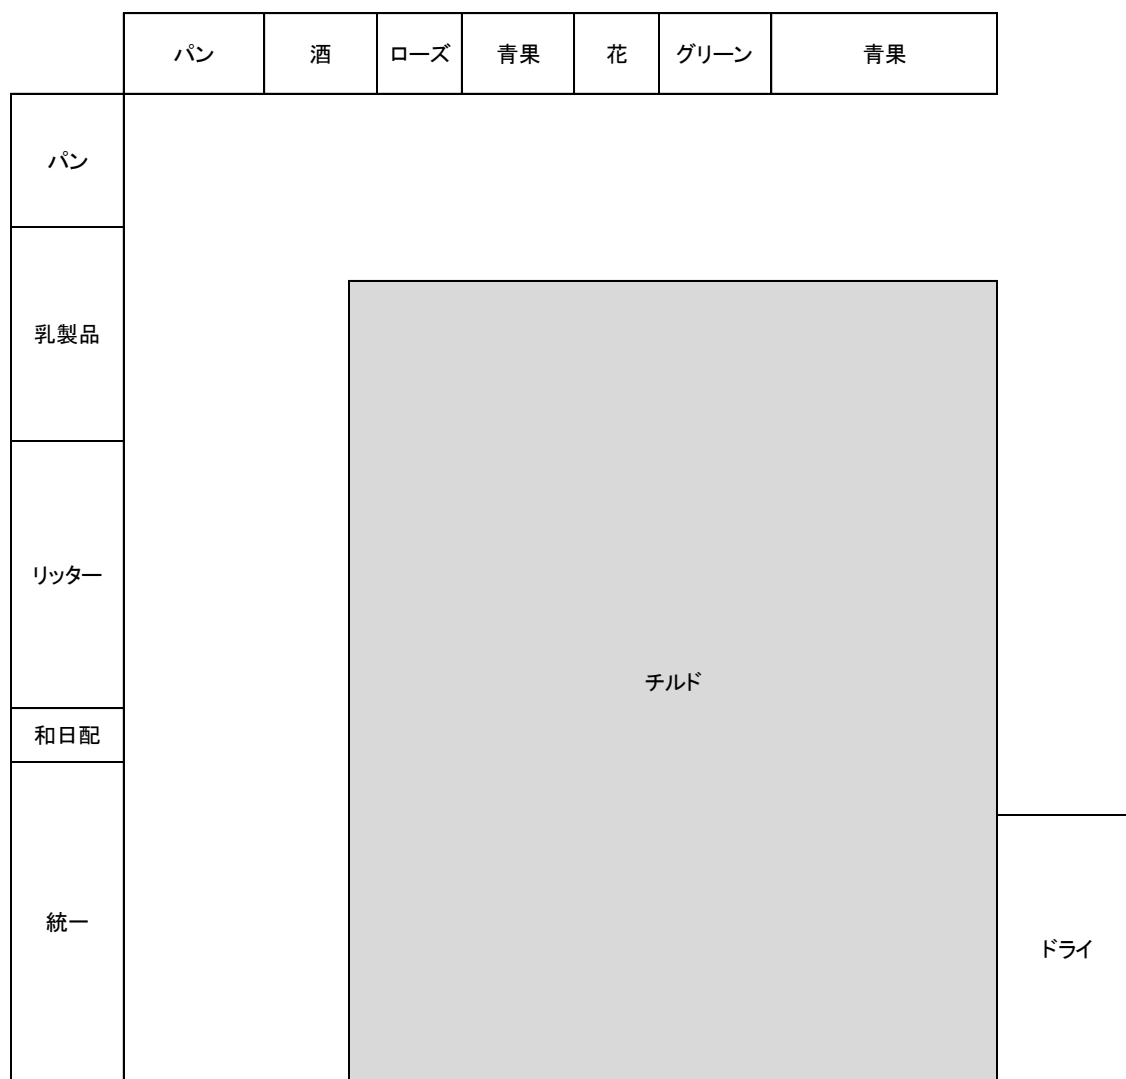 パン
酒
ローズ
青果
花
グリーン
青果
パン
乳製品
リッター
チルド
和日配
統一
ドライ